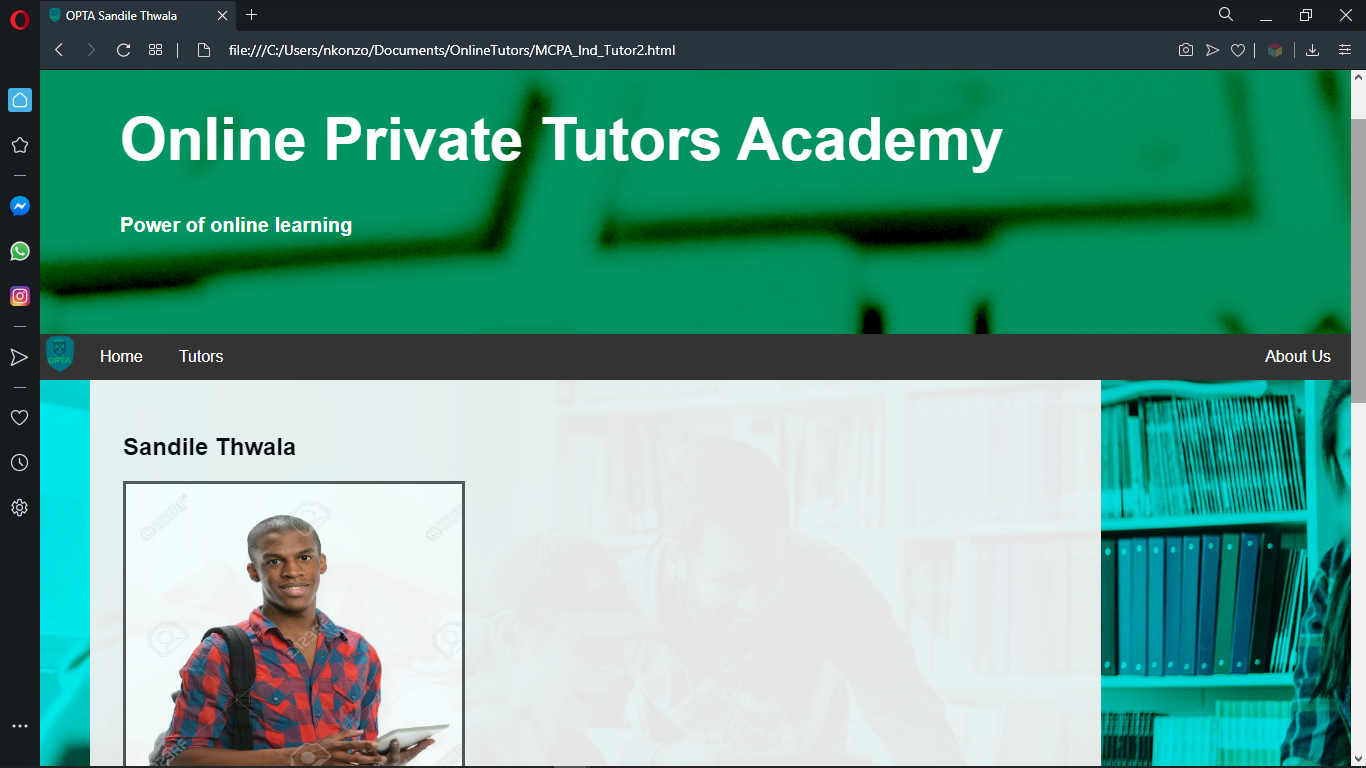 OPTA Sandile Thwala
file:///C:/Users/nkonzo/Documents/OnlineTutors/MCPA_Ind_Tutor2.html
Online Private Tutors Academy
Power of online learning
OPTA
Home
Tutors
About Us
Sandile Thwala